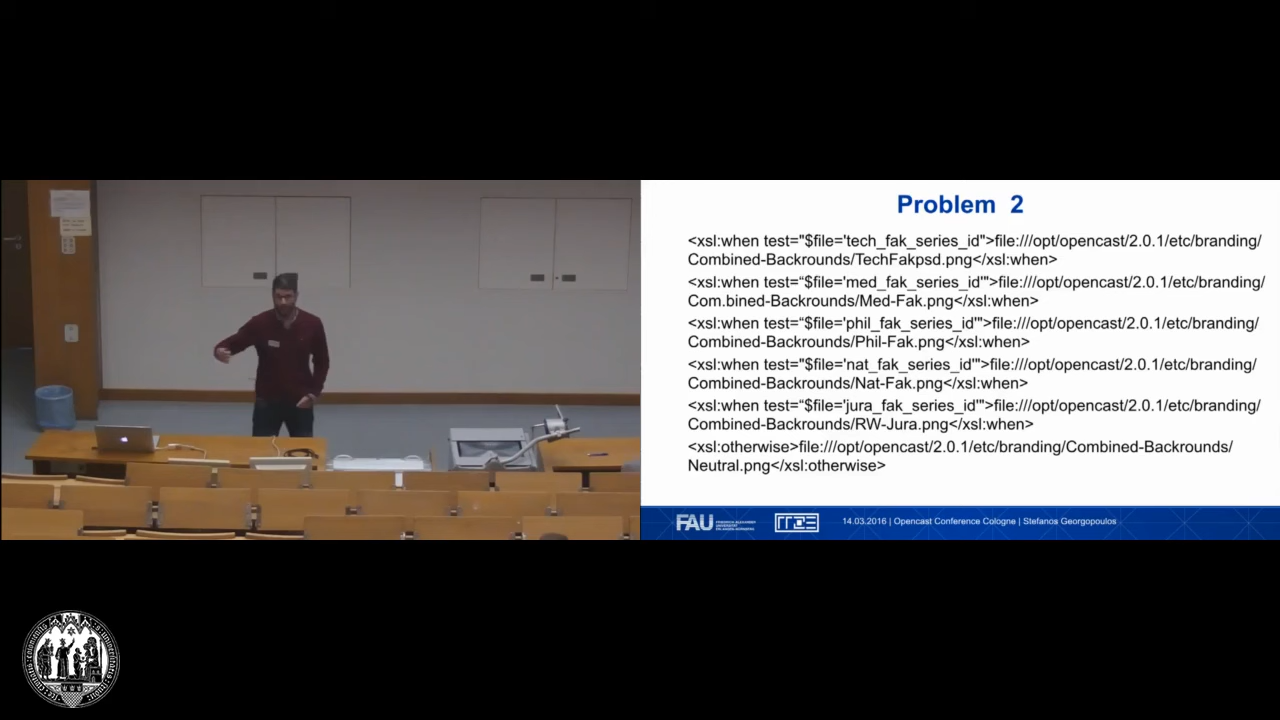 Problem 2
<xsl:when test="$file='tech_fak_series_id">file:///opt/opencast/2.0.1/etc/branding/
Combined-Backrounds/TechFakpsd.png</xsl:when>
<xsl:when test=“$file='med_fak_series_id'">file:///opt/opencast/2.0.1/etc/branding/
Com.bined-Backrounds/Med-Fak.png</xsl:when>
<xsl:when test=“$file='phil_fak_series_id'">file:///opt/opencast/2.0.1/etc/branding/
Combined-Backrounds/Phil-Fak.png</xsl:when>
<xsl:when test="$file='nat_fak_series_id'">file:///opt/opencast/2.0.1/etc/branding/
Combined-Backrounds/Nat-Fak.png</xsl:when>
<xsl:when test=“$file='jura_fak_series_id'">file:///opt/opencast/2.0.1/etc/branding/
Combined-Backrounds/RW-Jura.png</xsl:when>
<xsl:otherwise>file:///opt/opencast/2.0.1/etc/branding/Combined-Backrounds/
Neutral.png</xsl:otherwise>
FAU FRIEDRICH-ALEXANDER
UNIVERSITÄT
ERLANGEN-NÜRNBERG
14.03.2016 | Opencast Conference Cologne | Stefanos Georgopoulos